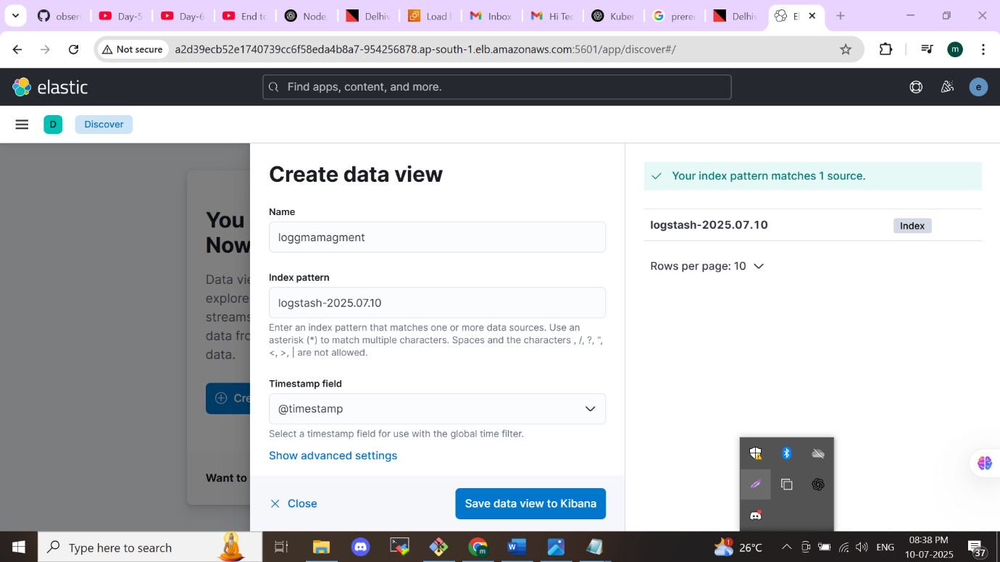 obser
Day-5
Day-6
End to
Node.
Delhiv
Load b
Inbox
Hi Tec
Kuber
prerec
Delhiv
El
Not secure
a2d39ecb52e1740739cc6f58eda4b8a7-954256878.ap-south-1.elb.amazonaws.com:5601/app/discover#/
m
elastic
Find apps, content, and more.
e
D
Discover
You
Now
Data vie
explore
streams
data fro
data.
Cre
Want to
Create data view
Name
loggmamagment
Index pattern
logstash-2025.07.10
Enter an index pattern that matches one or more data sources. Use an
asterisk (*) to match multiple characters. Spaces and the characters , /, ?, ",
<, >, | are not allowed.
Timestamp field
@timestamp
Select a timestamp field for use with the global time filter.
Show advanced settings
Close
Save data view to Kibana
Your index pattern matches 1 source.
logstash-2025.07.10
Index
Rows per page: 10
Type here to search
m
1
26°C
ENG
08:38 PM
10-07-2025
37